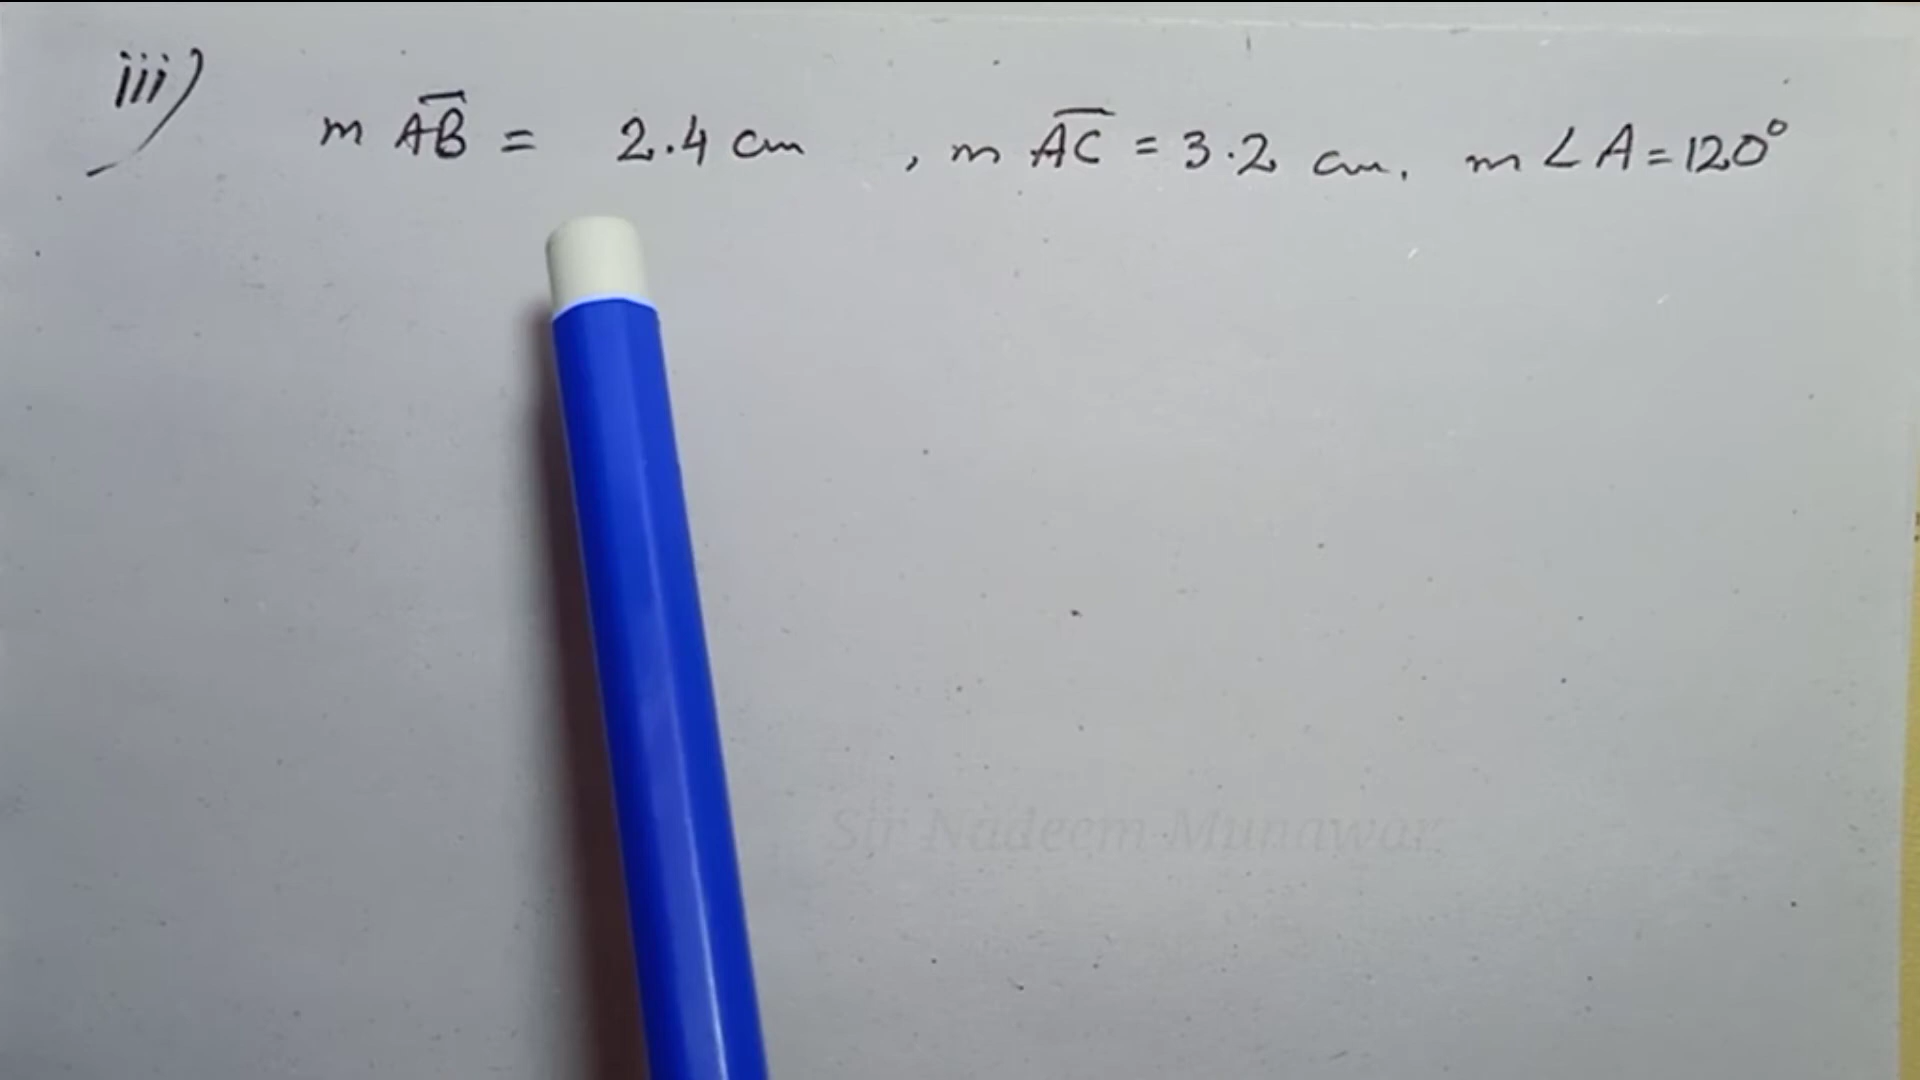 iii) m AB = 2.4 cm , m AC = 3.2 cm. m ∠A = 120°
Sir Nadeem Munawar